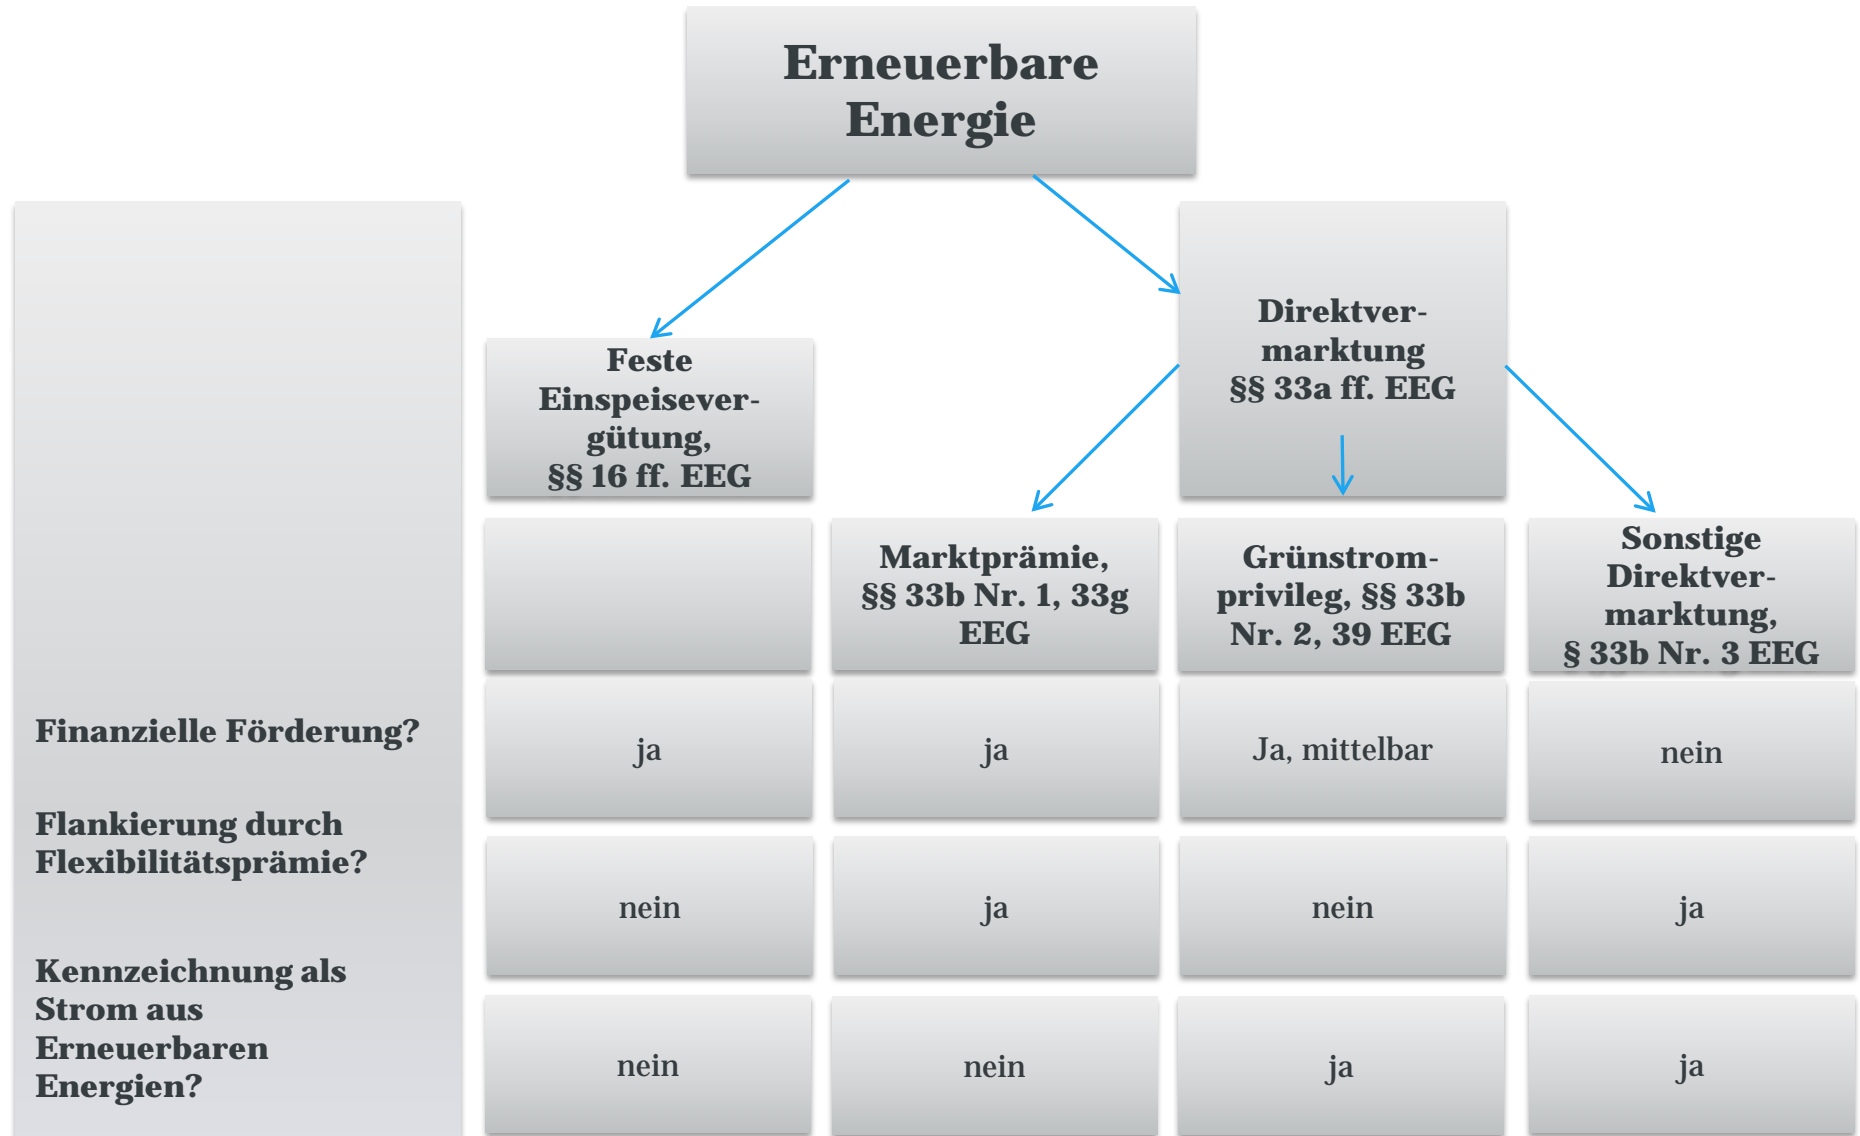 Erneuerbare
Energie
Direktver-
marktung
§§ 33a ff. EEG
Feste
Einspeisever-
gütung,
§§ 16 ff. EEG
Marktprämie,
§§ 33b Nr. 1, 33g
EEG
Grünstrom-
privileg, §§ 33b
Nr. 2, 39 EEG
Sonstige
Direktver-
marktung,
§ 33b Nr. 3 EEG
Finanzielle Förderung?
ja
ja
Ja, mittelbar
nein
Flankierung durch
Flexibilitätsprämie?
nein
ja
nein
ja
Kennzeichnung als
Strom aus
Erneuerbaren
Energien?
nein
nein
ja
ja